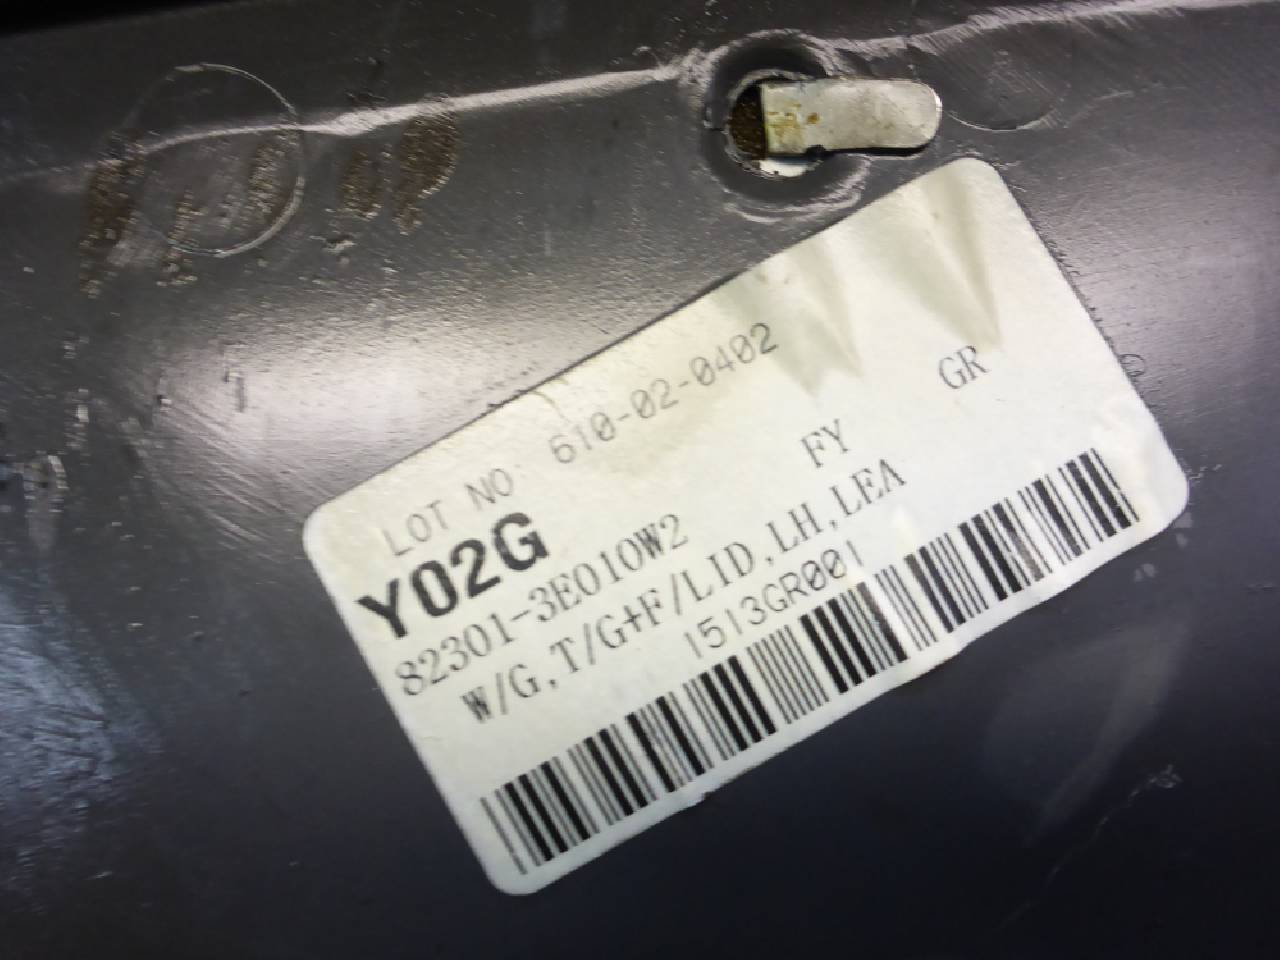 LOT NO: 610-02-0402
Y02G FY GR
82301-3E010W2
W/G,T/G+F/LID,LH,LEA
1513GR001